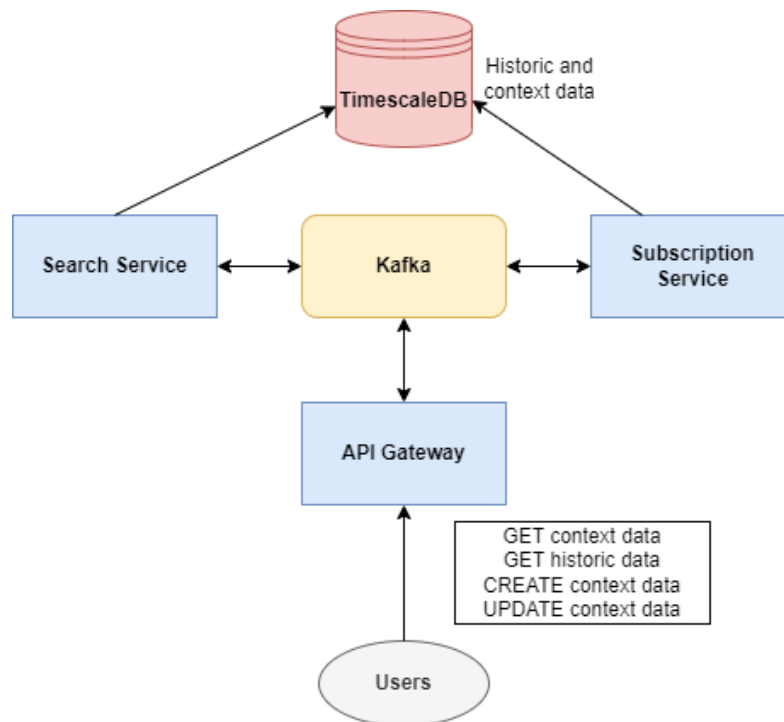 TimescaleDB
Historic and
context data
Search Service
Kafka
Subscription
Service
API Gateway
GET context data
GET historic data
CREATE context data
UPDATE context data
Users